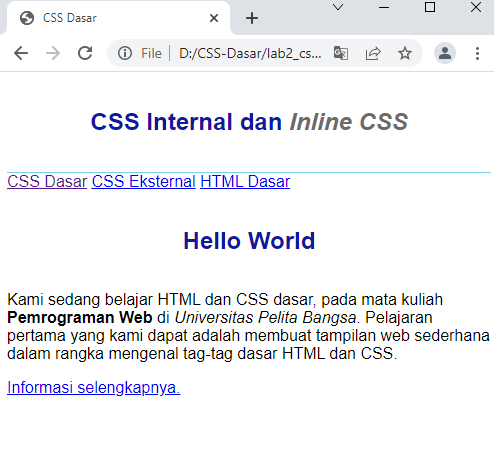 CSS Dasar
File | D:/CSS-Dasar/lab2_cs...
CSS Internal dan Inline CSS
CSS Dasar CSS Eksternal HTML Dasar
Hello World
Kami sedang belajar HTML dan CSS dasar, pada mata kuliah
Pemrograman Web di Universitas Pelita Bangsa. Pelajaran
pertama yang kami dapat adalah membuat tampilan web sederhana
dalam rangka mengenal tag-tag dasar HTML dan CSS.
Informasi selengkapnya.